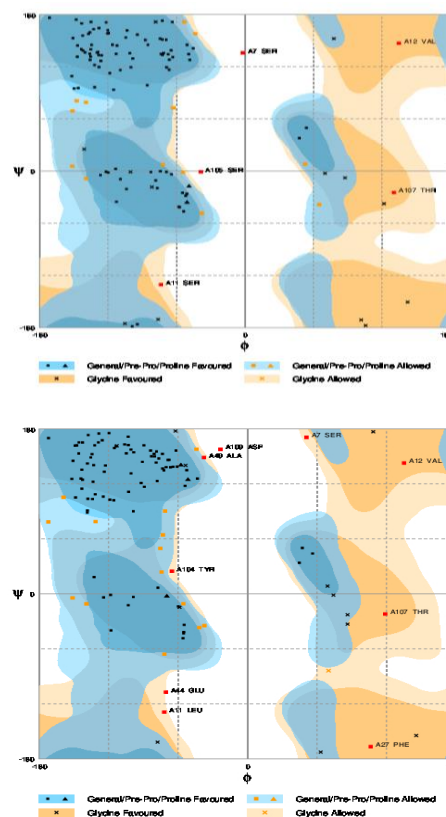 180
A12 VAL
A7 SER
Ψ
0
A105 SER
A107 THR
A11 SER
-180
-180
0
Φ
General/Pre-Pro/Proline Favoured
General/Pre-Pro/Proline Allowed
Glycine Favoured
Glycine Allowed
180
A7 SER
A109 ASP
A49 ALA
A12 VAL
A104 TYR
Ψ
0
A107 THR
A44 GLU
A11 LEU
A27 PHE
-180
-180
0
Φ
General/Pre-Pro/Proline Favoured
General/Pre-Pro/Proline Allowed
Glycine Favoured
Glycine Allowed